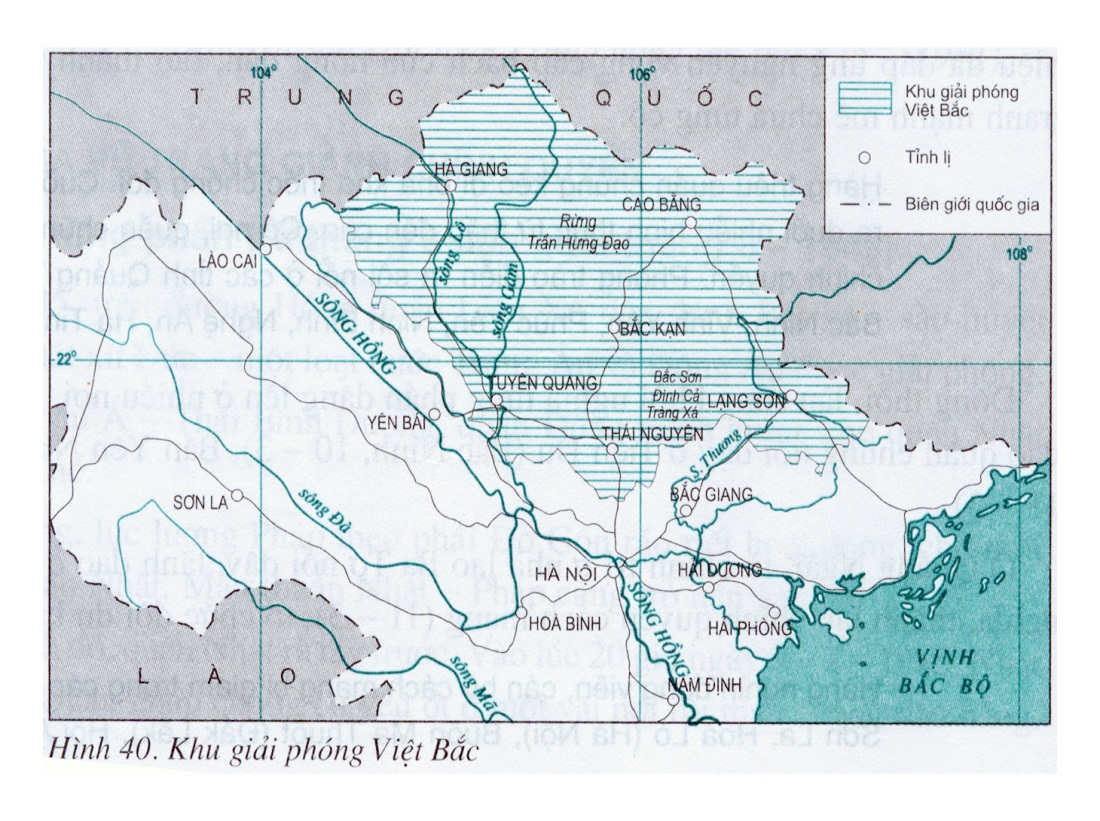 104°
106°
T R U N G Q U Ố C
Khu giải phóng
Việt Bắc
Tỉnh lị
Biên giới quốc gia
HÀ GIANG
CAO BẰNG
Rừng
Trần Hưng Đạo
sông Lô
sông Gâm
108°
LÀO CAI
SÔNG HỒNG
BẮC KẠN
22°
TUYÊN QUANG
Bắc Sơn
Đình Cả
Tràng Xá
LẠNG SƠN
YÊN BÁI
THÁI NGUYÊN
S. Thương
SƠN LA
sông Đà
BẮC GIANG
HÀ NỘI
HẢI DƯƠNG
HOÀ BÌNH
SÔNG HỒNG
HẢI PHÒNG
L À O
sông Mã
NAM ĐỊNH
VỊNH
BẮC BỘ
Hình 40. Khu giải phóng Việt Bắc